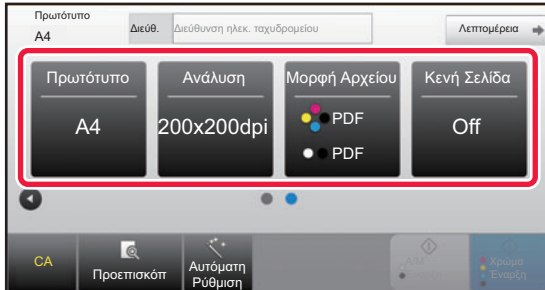 Πρωτότυπο
A4
Διεύθ.
Διεύθυνση ηλεκ. ταχυδρομείου
Λεπτομέρεια
Πρωτότυπο
Ανάλυση
Μορφή Αρχείου
Κενή Σελίδα
A4
200x200dpi
PDF
PDF
Off
CA
Προεπισκόπ
Αυτόματη
Ρύθμιση
Χρώμα
Έναρξη